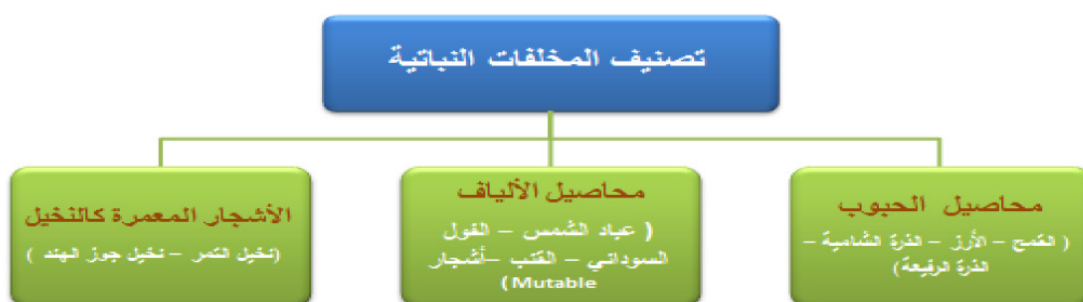 تصنيف المخلفات النباتية
محاصيل الحبوب
( القمح – الأرز – الذرة الشامية –
الذرة الرفيعة)
محاصيل الألياف
( عباد الشمس – الفول
السوداني – القنب –أشجار
Mutable)
الأشجار المعمرة كالنخيل
(نخيل التمر – نخيل جوز الهند )